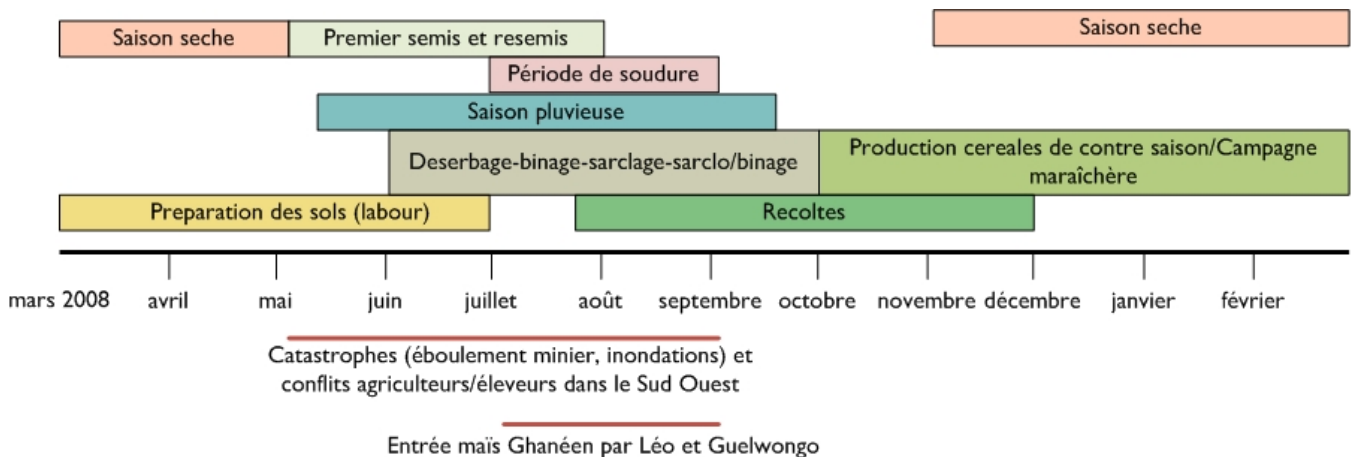 Saison seche
Premier semis et resemis
Saison seche
Période de soudure
Saison pluvieuse
Deserbage-binage-sarclage-sarclo/binage
Production cereales de contre saison/Campagne
maraîchère
Preparation des sols (labour)
Recoltes
mars 2008 avril mai juin juillet août septembre octobre novembre décembre janvier février
Catastrophes (éboulement minier, inondations) et
conflits agriculteurs/éleveurs dans le Sud Ouest
Entrée maïs Ghanéen par Léo et Guelwongo